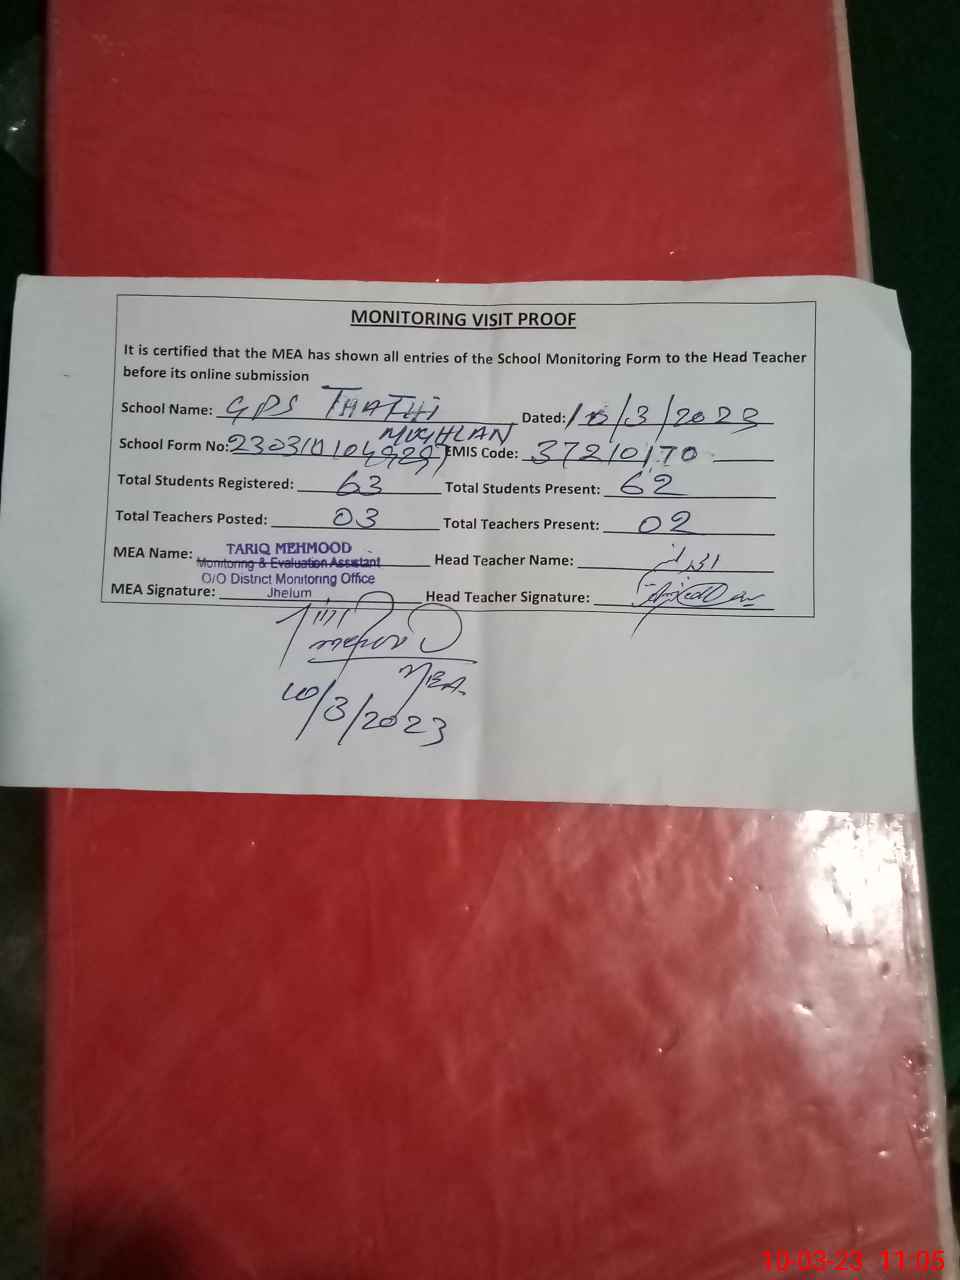 MONITORING VISIT PROOF
It is certified that the MEA has shown all entries of the School Monitoring Form to the Head Teacher
before its online submission
School Name: GPS THATHI Dated: 10/3/2023
MUGHLAN
School Form No: EMIS Code: 37210170
Total Students Registered: 63 Total Students Present: 62
Total Teachers Posted: 03 Total Teachers Present: 02
MEA Name: TARIQ MEHMOOD Head Teacher Name:
Monitoring & Evaluation Assistant
O/O District Monitoring Office
MEA Signature: Jhelum Head Teacher Signature:
MEA.
10/3/2023
10-03-23 11:05